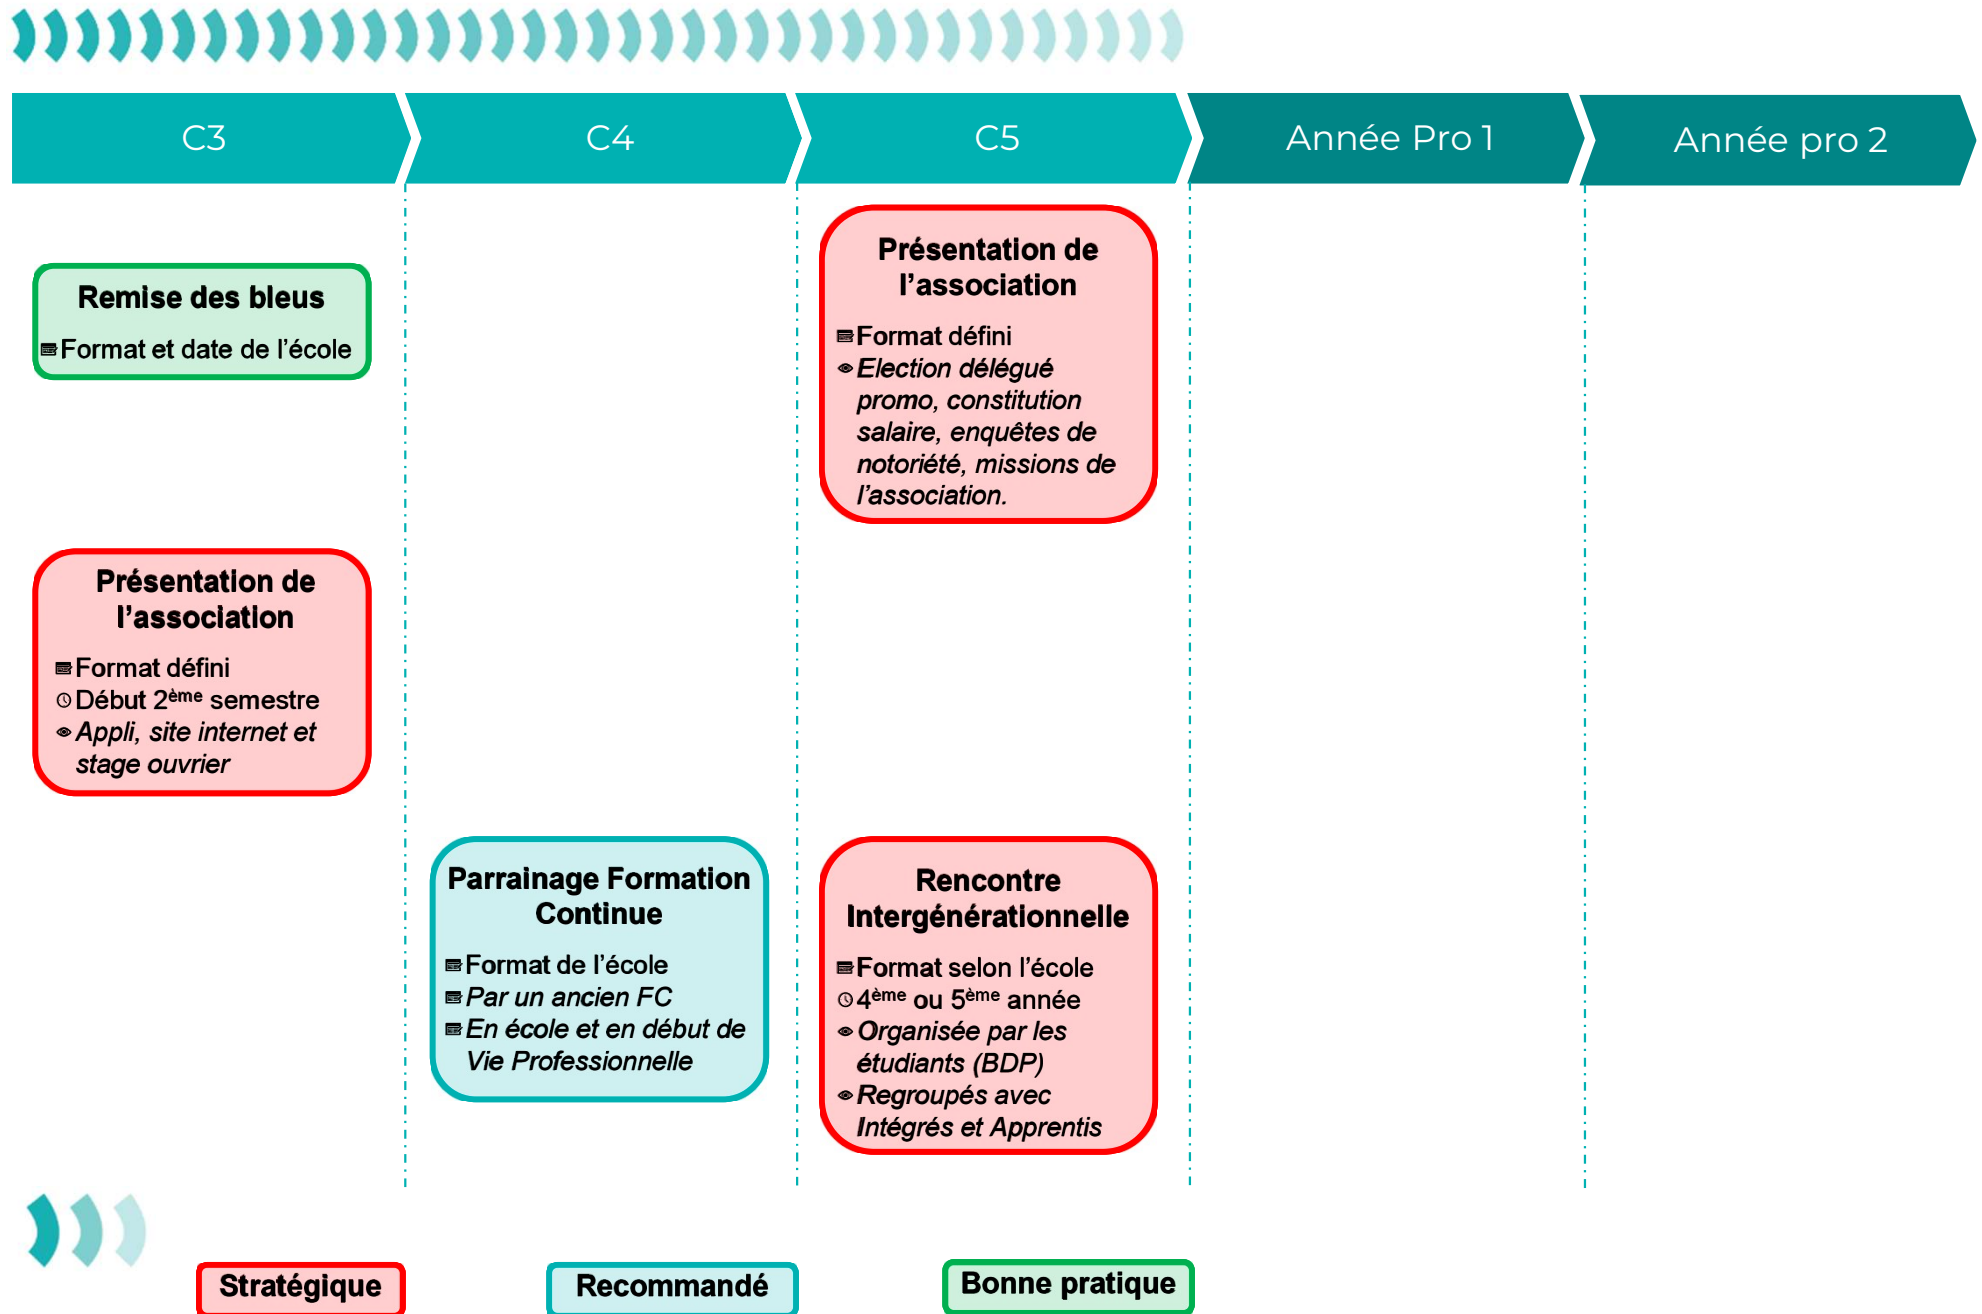 C3
C4
C5
Année Pro 1
Année pro 2
Remise des bleus
Format et date de l'école
Présentation de
l'association
Format défini
Début 2ème semestre
Appli, site internet et
stage ouvrier
Parrainage Formation
Continue
Format de l'école
Par un ancien FC
En école et en début de
Vie Professionnelle
Présentation de
l'association
Format défini
Election délégué
promo, constitution
salaire, enquêtes de
notoriété, missions de
l'association.
Rencontre
Intergénérationnelle
Format selon l'école
4ème ou 5ème année
Organisée par les
étudiants (BDP)
Regroupés avec
Intégrés et Apprentis
Stratégique
Recommandé
Bonne pratique